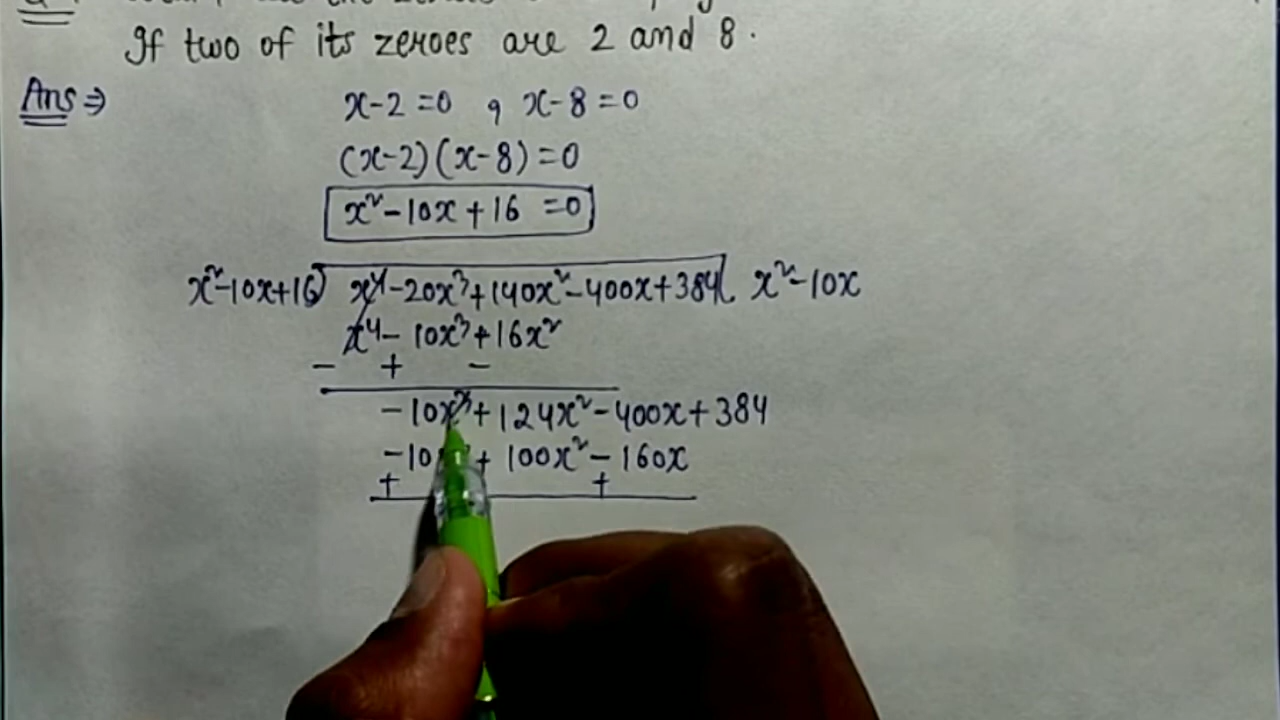 If two of its zeroes are 2 and 8.
Ans ⇒
x-2=0 , x-8=0
(x-2)(x-8)=0
x²-10x+16 =0
x²-10x+16) x⁴-20x³+140x²-400x+384( x²-10x
x⁴-10x³+16x²
- + -
-10x³+124x²-400x+384
-10 + 100x²-160x
+ +